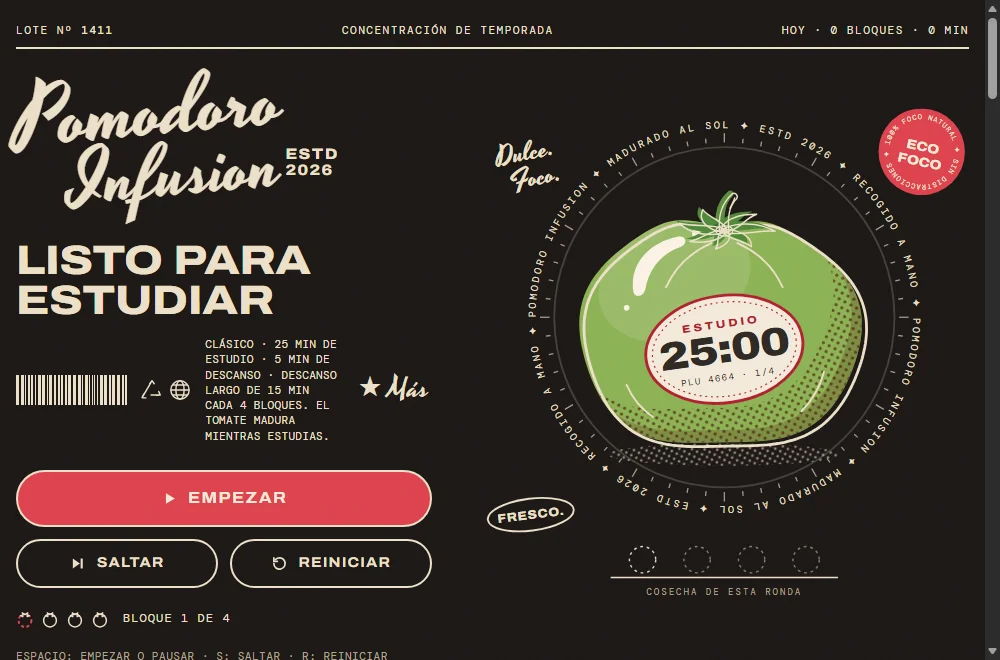 LOTE Nº 1411
CONCENTRACIÓN DE TEMPORADA
HOY · 0 BLOQUES · 0 MIN
Pomodoro
Infusion
ESTD
2026
LISTO PARA
ESTUDIAR
CLÁSICO · 25 MIN DE
ESTUDIO · 5 MIN DE
DESCANSO · DESCANSO
LARGO DE 15 MIN
CADA 4 BLOQUES. EL
TOMATE MADURA
MIENTRAS ESTUDIAS.
★ Más
EMPEZAR
SALTAR
REINICIAR
BLOQUE 1 DE 4
ESPACIO: EMPEZAR O PAUSAR · S: SALTAR · R: REINICIAR
Dulce.
Foco.
POMODORO INFUSION ✦ MADURADO AL SOL ✦ ESTD 2026 ✦ RECOGIDO A MANO ✦ POMODORO INFUSION ✦ MADURADO AL SOL ✦ ESTD 2026 ✦ RECOGIDO A MANO ✦
100% FOCO NATURAL ✦ SIN DISTRACCIONES ✦
ECO
FOCO
ESTUDIO
25:00
PLU 4664 · 1/4
FRESCO.
COSECHA DE ESTA RONDA